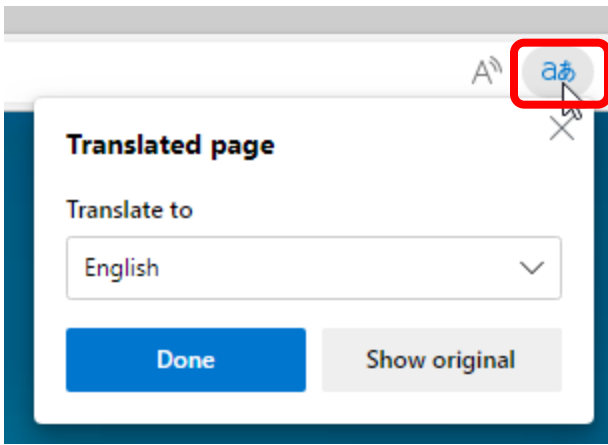 A aあ
Translated page
Translate to
English
Done Show original